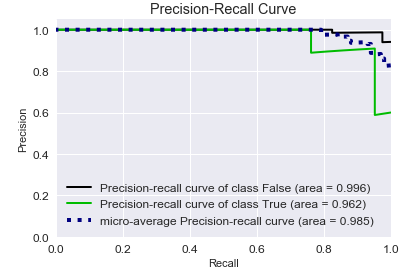 Precision-Recall Curve
1.0
0.8
0.6
0.4
0.2
0.0
Precision
Precision-recall curve of class False (area = 0.996)
Precision-recall curve of class True (area = 0.962)
micro-average Precision-recall curve (area = 0.985)
0.0 0.2 0.4 0.6 0.8 1.0
Recall